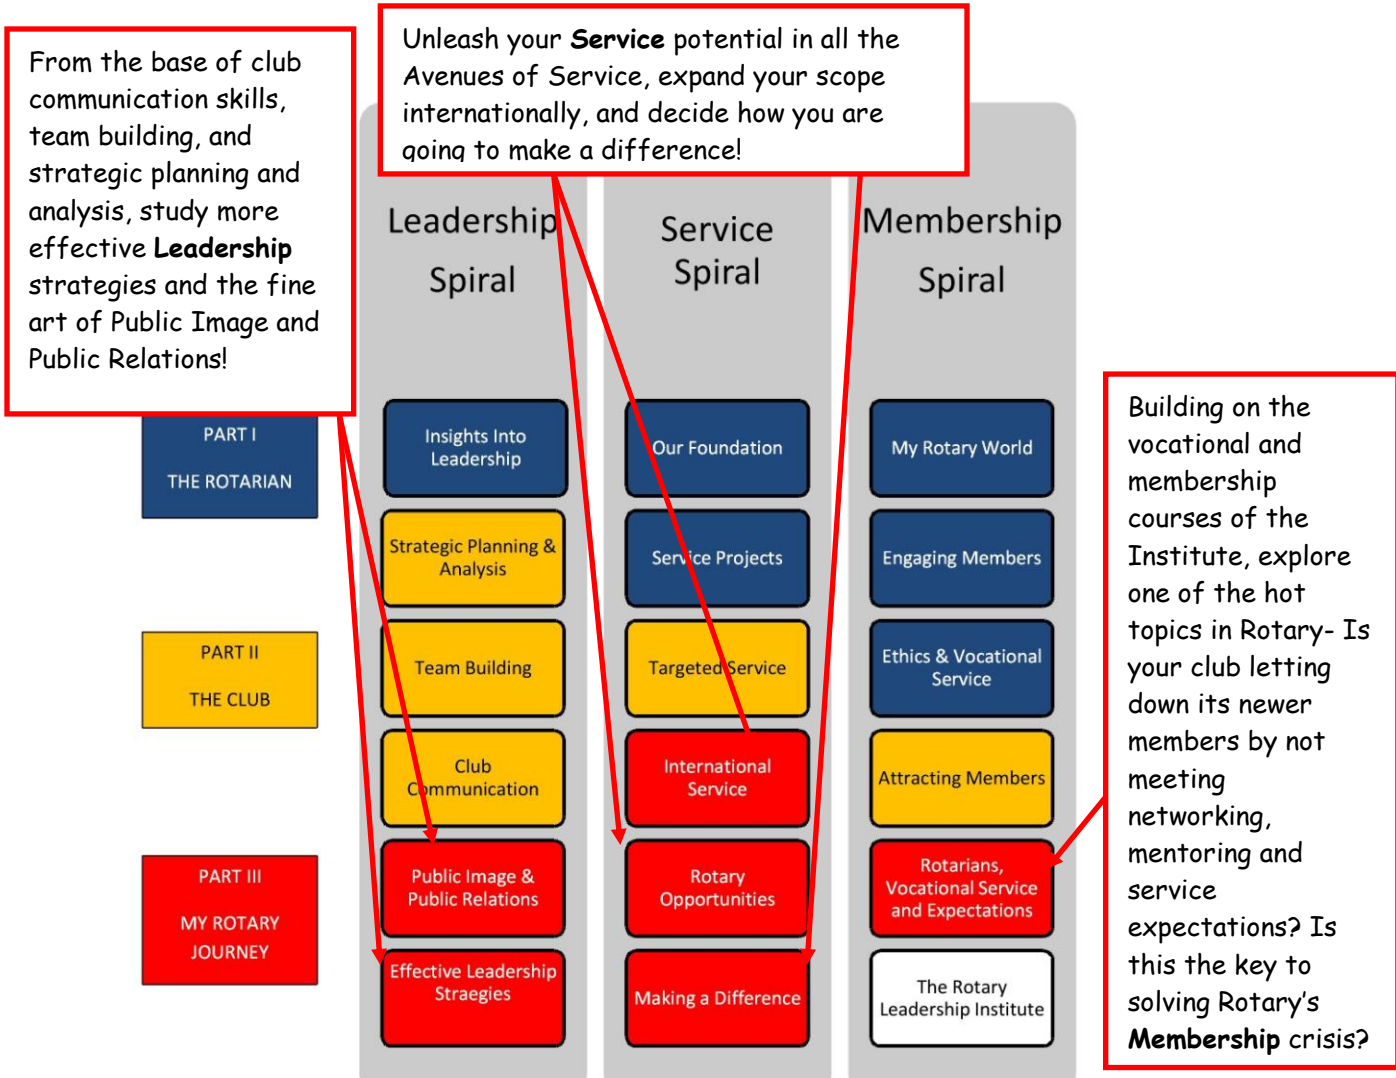 From the base of club
communication skills,
team building, and
strategic planning and
analysis, study more
effective Leadership
strategies and the fine
art of Public Image and
Public Relations!
Unleash your Service potential in all the
Avenues of Service, expand your scope
internationally, and decide how you are
going to make a difference!
Leadership
Spiral
Service
Spiral
Membership
Spiral
PART I
THE ROTARIAN
Insights Into
Leadership
Our Foundation
My Rotary World
Strategic Planning &
Analysis
Service Projects
Engaging Members
PART II
THE CLUB
Team Building
Targeted Service
Ethics & Vocational
Service
Club
Communication
International
Service
Attracting Members
PART III
MY ROTARY
JOURNEY
Public Image &
Public Relations
Rotary
Opportunities
Rotarians,
Vocational Service
and Expectations
Effective Leadership
Straegies
Making a Difference
The Rotary
Leadership Institute
Building on the
vocational and
membership
courses of the
Institute, explore
one of the hot
topics in Rotary- Is
your club letting
down its newer
members by not
meeting
networking,
mentoring and
service
expectations? Is
this the key to
solving Rotary's
Membership crisis?